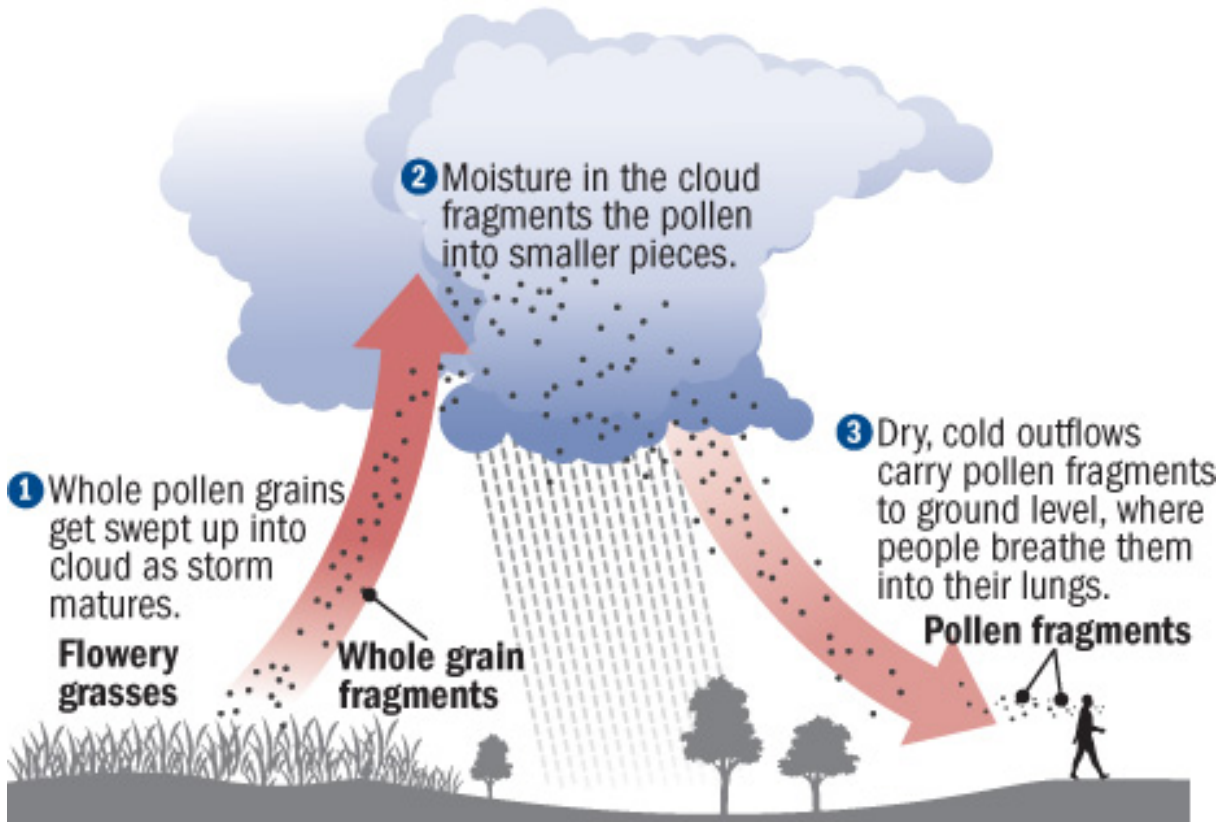 2 Moisture in the cloud
fragments the pollen
into smaller pieces.
1 Whole pollen grains
get swept up into
cloud as storm
matures.
Flowery
grasses
Whole grain
fragments
3 Dry, cold outflows
carry pollen fragments
to ground level, where
people breathe them
into their lungs.
Pollen fragments